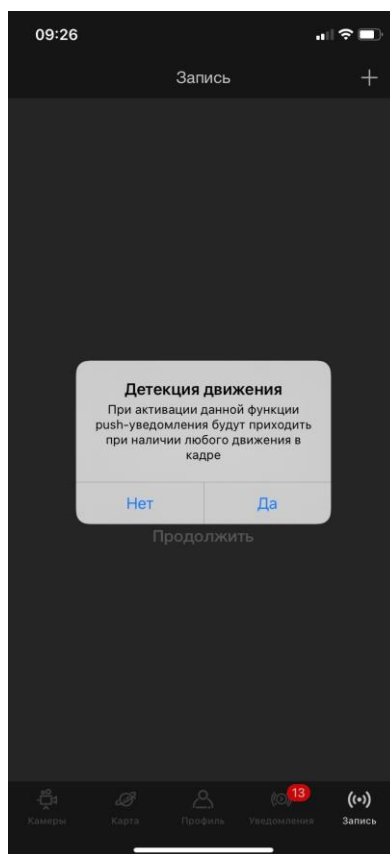 09:26
Запись
Детекция движения
При активации данной функции
push-уведомления будут приходить
при наличии любого движения в
кадре
Нет Да
Продолжить
13
Камеры Карта Профиль Уведомления Запись